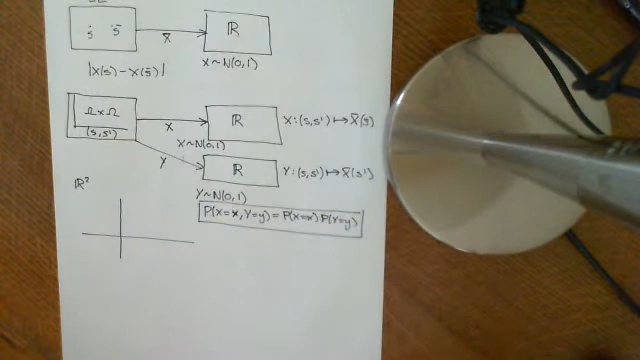 ṡ s̈ X̃ ℝ
X̃~N(0,1)
|X(ṡ) - X(s̈)|
Ω×Ω X ℝ X:(s,s')↦X̃(s)
(s,s')
X~N(0,1)
Y ℝ Y:(s,s')↦X̃(s')
Y~N(0,1)
ℝ²
P(X=x, Y=y) = P(X=x) P(Y=y)